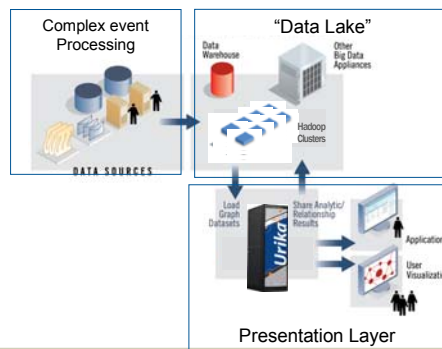 Complex event
Processing
DATA SOURCES
“Data Lake”
Data
Warehouse
Other
Big Data
Appliances
Hadoop
Clusters
Load
Graph
Datasets
Share Analytic/
Relationship
Results
Urika
Application
User
Visualizati
Presentation Layer